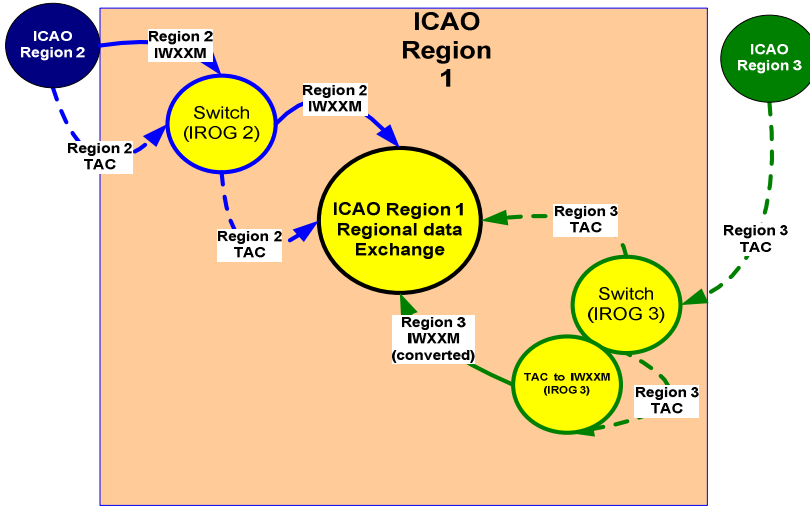 ICAO
Region 2
Region 2
IWXXM
ICAO
Region
1
ICAO
Region 3
Switch
(IROG 2)
Region 2
IWXXM
Region 2
TAC
ICAO Region 1
Regional data
Exchange
Region 2
TAC
Region 3
TAC
Region 3
TAC
Switch
(IROG 3)
Region 3
IWXXM
(converted)
TAC to IWXXM
(IROG 3)
Region 3
TAC